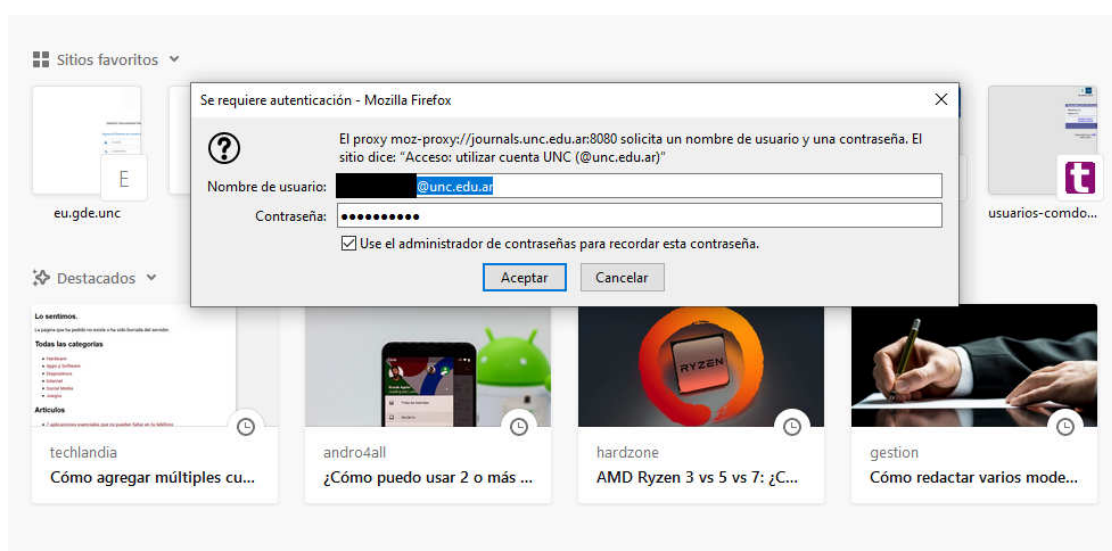 Sitios favoritos
Se requiere autenticación - Mozilla Firefox
El proxy moz-proxy://journals.unc.edu.ar:8080 solicita un nombre de usuario y una contraseña. El
sitio dice: “Acceso: utilizar cuenta UNC (@unc.edu.ar)”
Nombre de usuario: @unc.edu.ar
Contraseña: ●●●●●●●●●●
Use el administrador de contraseñas para recordar esta contraseña.
Aceptar Cancelar
E
t
eu.gde.unc
usuarios-comdo...
Destacados
Lo sentimos.
Todas las categorías
Artículos
RYZEN
techlandia
Cómo agregar múltiples cu...
andro4all
¿Cómo puedo usar 2 o más ...
hardzone
AMD Ryzen 3 vs 5 vs 7: ¿C...
gestion
Cómo redactar varios mode...